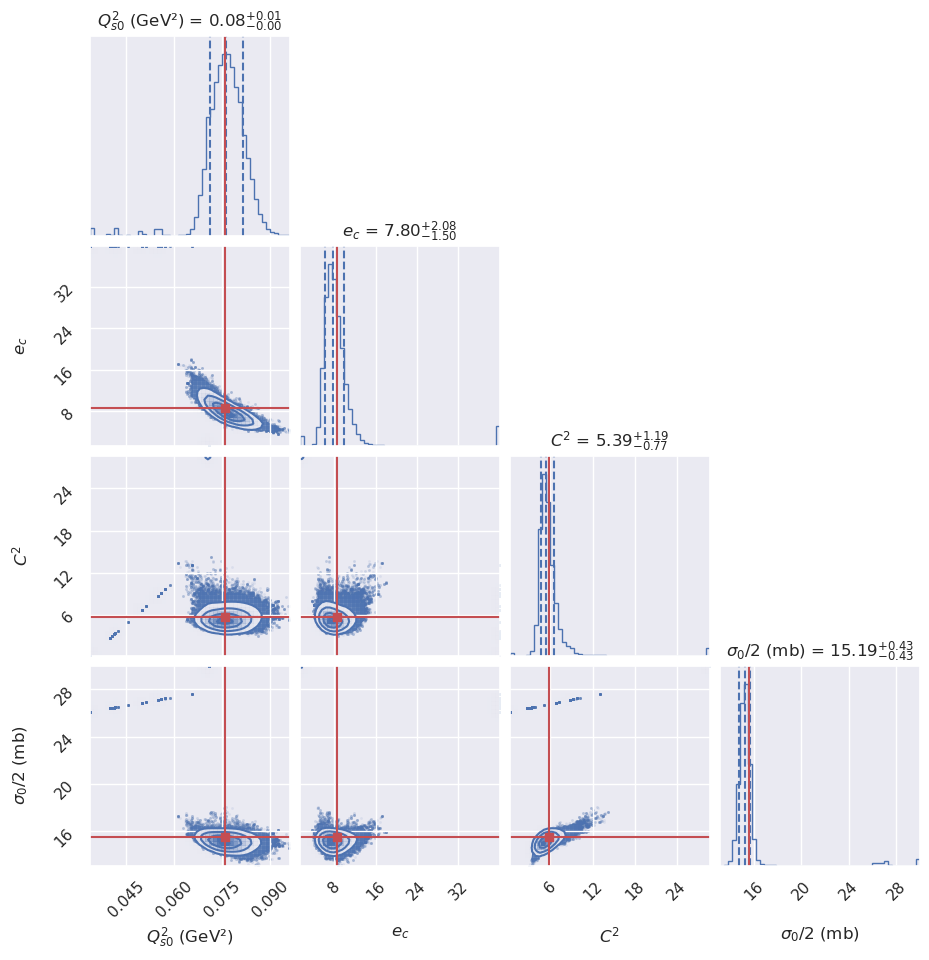 Q²ₛ₀ (GeV²) = 0.08⁺⁰·⁰¹₋₀.₀₀
e_c = 7.80⁺²·⁰⁸₋₁.₅₀
32
24
16
8
e_c
C² = 5.39⁺¹·¹⁹₋₀.₇₇
24
18
12
6
C²
σ₀/2 (mb) = 15.19⁺⁰·⁴³₋₀.₄₃
28
24
20
16
σ₀/2 (mb)
0.045 0.060 0.075 0.090 8 16 24 32 6 12 18 24 16 20 24 28
Q²ₛ₀ (GeV²) e_c C² σ₀/2 (mb)